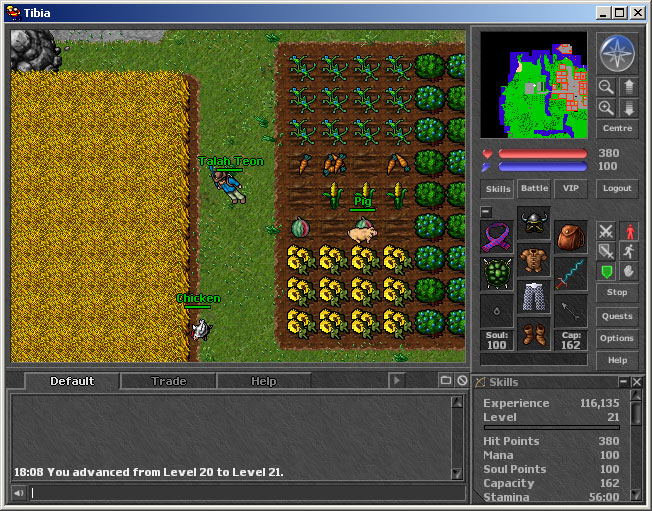 Tibia
Talah Teon
Pig
Chicken
Centre
380
100
Skills Battle VIP Logout
Stop
Quests
Soul: 100
Cap: 162
Options
Help
Default Trade Help
18:08 You advanced from Level 20 to Level 21.
Skills
Experience 116,135
Level 21
Hit Points 380
Mana 100
Soul Points 100
Capacity 162
Stamina 56:00